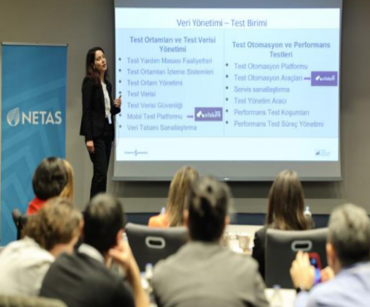 Veri Yönetimi – Test Birimi
Test Ortamları ve Test Verisi
Yönetimi
• Test Yardım Masası Faaliyetleri
• Test Ortamları İzleme Sistemleri
• Test Ortam Yönetimi
• Test Verisi
• Test Verisi Güvenliği
• Mobil Test Platformu
• Veri Tabanı Sanallaştırma
Test Otomasyon ve Performans
Testleri
• Test Otomasyon Platformu
• Test Otomasyon Araçları
• Servis sanallaştırma
• Test Yönetim Aracı
• Performans Test Koşumları
• Performans Test Süreç Yönetimi
NETAS